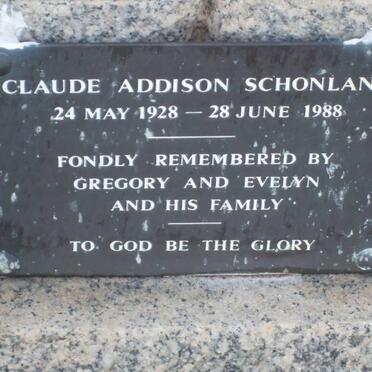 CLAUDE ADDISON SCHONLAN
24 MAY 1928 — 28 JUNE 1988
FONDLY REMEMBERED BY
GREGORY AND EVELYN
AND HIS FAMILY
TO GOD BE THE GLORY